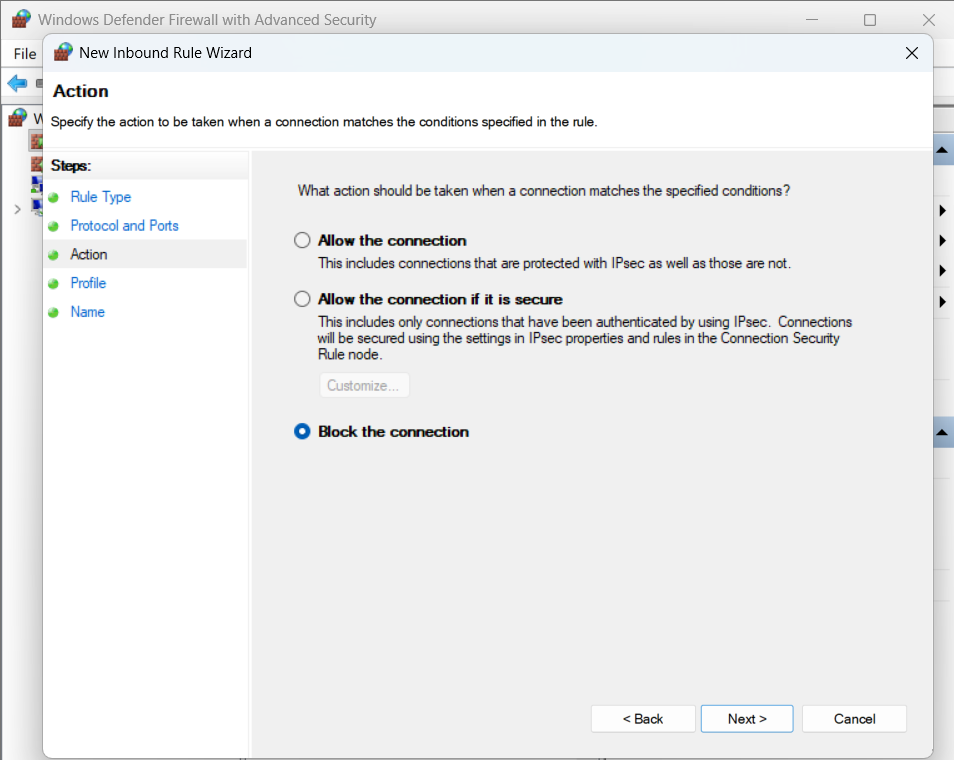 Windows Defender Firewall with Advanced Security
File
New Inbound Rule Wizard
Action
Specify the action to be taken when a connection matches the conditions specified in the rule.
Steps:
Rule Type
Protocol and Ports
Action
Profile
Name
What action should be taken when a connection matches the specified conditions?
Allow the connection
This includes connections that are protected with IPsec as well as those are not.
Allow the connection if it is secure
This includes only connections that have been authenticated by using IPsec. Connections
will be secured using the settings in IPsec properties and rules in the Connection Security
Rule node.
Customize...
Block the connection
< Back
Next >
Cancel